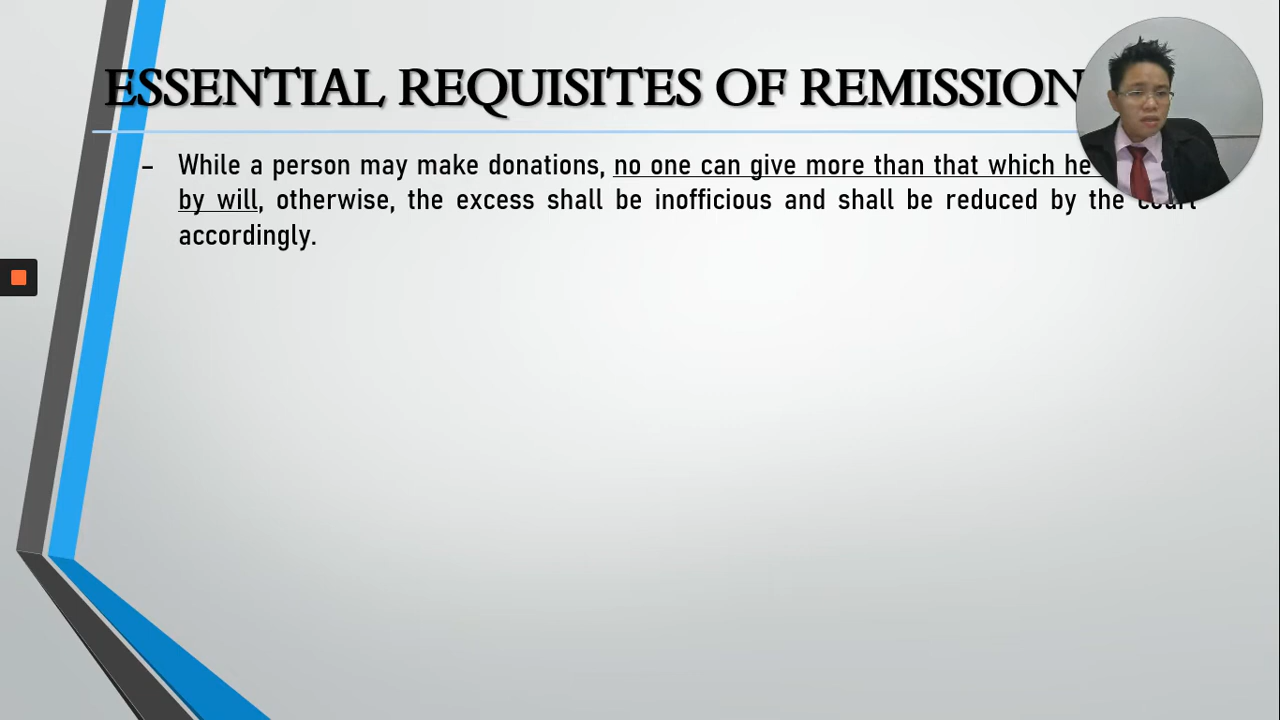 ESSENTIAL REQUISITES OF REMISSION
- While a person may make donations, no one can give more than that which he
by will, otherwise, the excess shall be inofficious and shall be reduced by the court
accordingly.